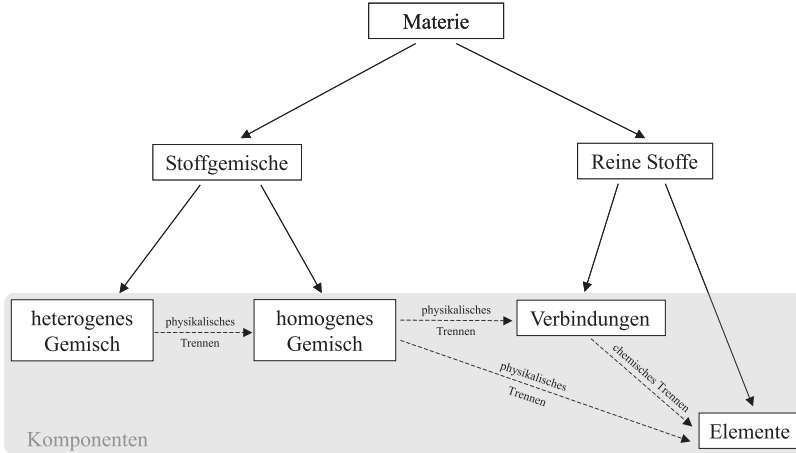 Materie
Stoffgemische
Reine Stoffe
heterogenes
Gemisch
physikalisches
Trennen
homogenes
Gemisch
physikalisches
Trennen
Verbindungen
physikalisches
Trennen
chemisches Trennen
Elemente
Komponenten